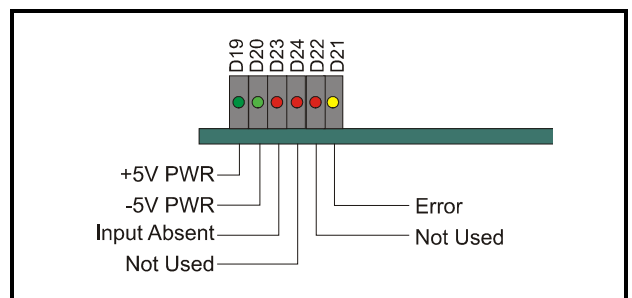 D19
D20
D23
D24
D22
D21
+5V PWR
-5V PWR
Input Absent
Not Used
Error
Not Used